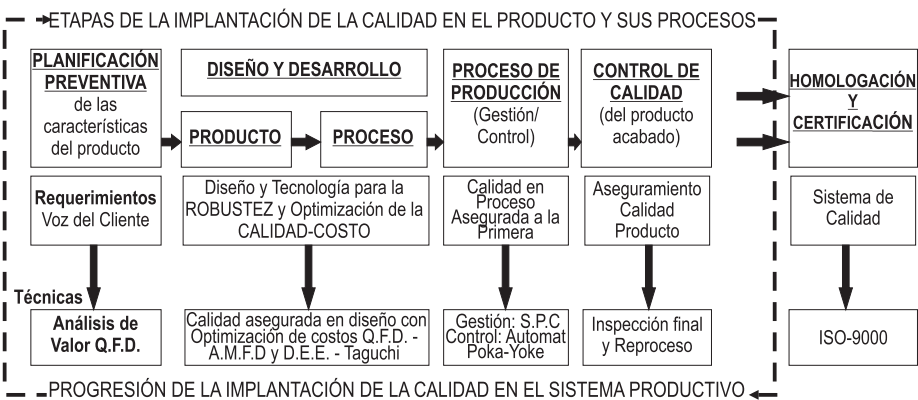 ETAPAS DE LA IMPLANTACIÓN DE LA CALIDAD EN EL PRODUCTO Y SUS PROCESOS
PLANIFICACIÓN
PREVENTIVA
de las
características
del producto
DISEÑO Y DESARROLLO
PRODUCTO
PROCESO
PROCESO DE
PRODUCCIÓN
(Gestión/
Control)
CONTROL DE
CALIDAD
(del producto
acabado)
HOMOLOGACIÓN
Y
CERTIFICACIÓN
Requerimientos
Voz del Cliente
Diseño y Tecnología para la
ROBUSTEZ y Optimización de la
CALIDAD-COSTO
Calidad en
Proceso
Asegurada a la
Primera
Aseguramiento
Calidad
Producto
Sistema de
Calidad
Técnicas
Análisis de
Valor Q.F.D.
Calidad asegurada en diseño con
Optimización de costos Q.F.D. -
A.M.F.D y D.E.E. - Taguchi
Gestión: S.P.C
Control: Automat
Poka-Yoke
Inspección final
y Reproceso
ISO-9000
PROGRESIÓN DE LA IMPLANTACIÓN DE LA CALIDAD EN EL SISTEMA PRODUCTIVO